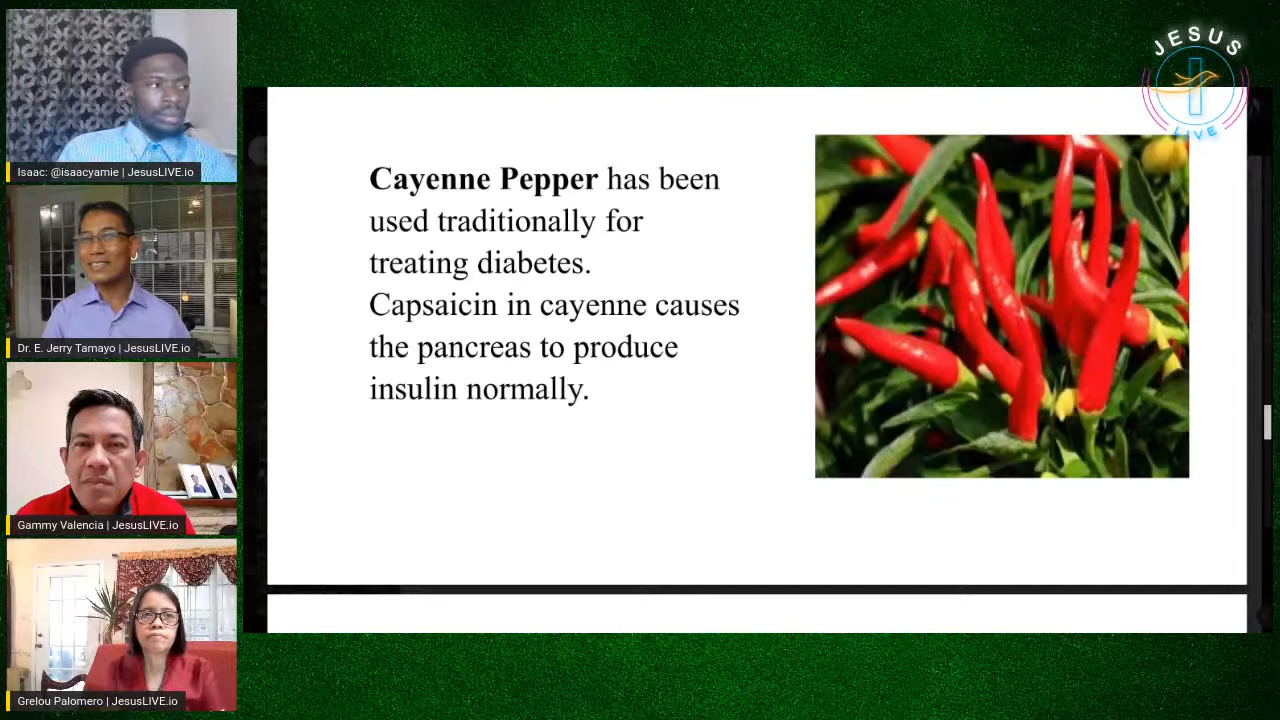 JESUS
LIVE
Isaac: @isaacyamie | JesusLIVE.io
Dr. E. Jerry Tamayo | JesusLIVE.io
Gammy Valencia | JesusLIVE.io
Grelou Palomero | JesusLIVE.io
Cayenne Pepper has been
used traditionally for
treating diabetes.
Capsaicin in cayenne causes
the pancreas to produce
insulin normally.